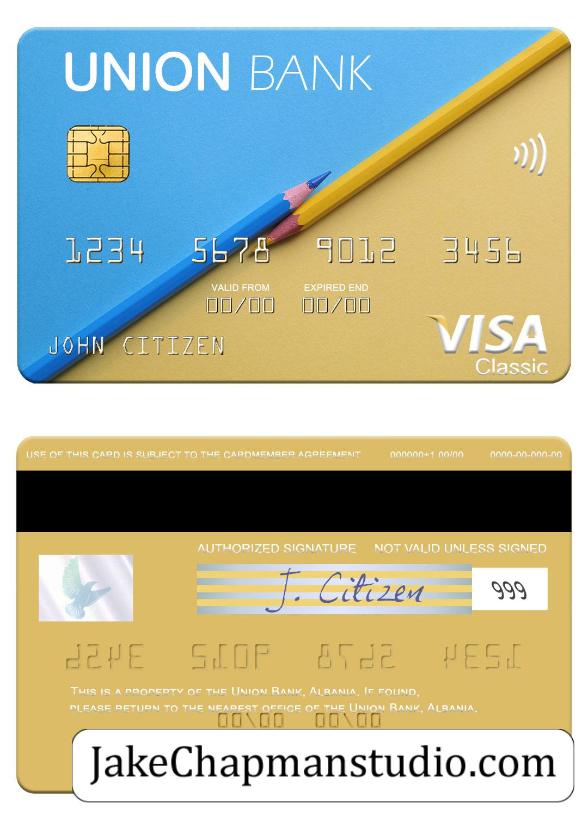 UNION BANK
1234 5678 9012 3456
VALID FROM EXPIRED END
00/00 00/00
JOHN CITIZEN
VISA
Classic
USE OF THIS CARD IS SUBJECT TO THE CARDMEMBER AGREEMENT 000000+1 00/00 0000-00-000-00
AUTHORIZED SIGNATURE NOT VALID UNLESS SIGNED
J. Citizen 999
THIS IS A PROPERTY OF THE UNION BANK, ALBANIA. IF FOUND,
PLEASE RETURN TO THE NEAREST OFFICE OF THE UNION BANK, ALBANIA.
00/00 00/00
JakeChapmanstudio.com